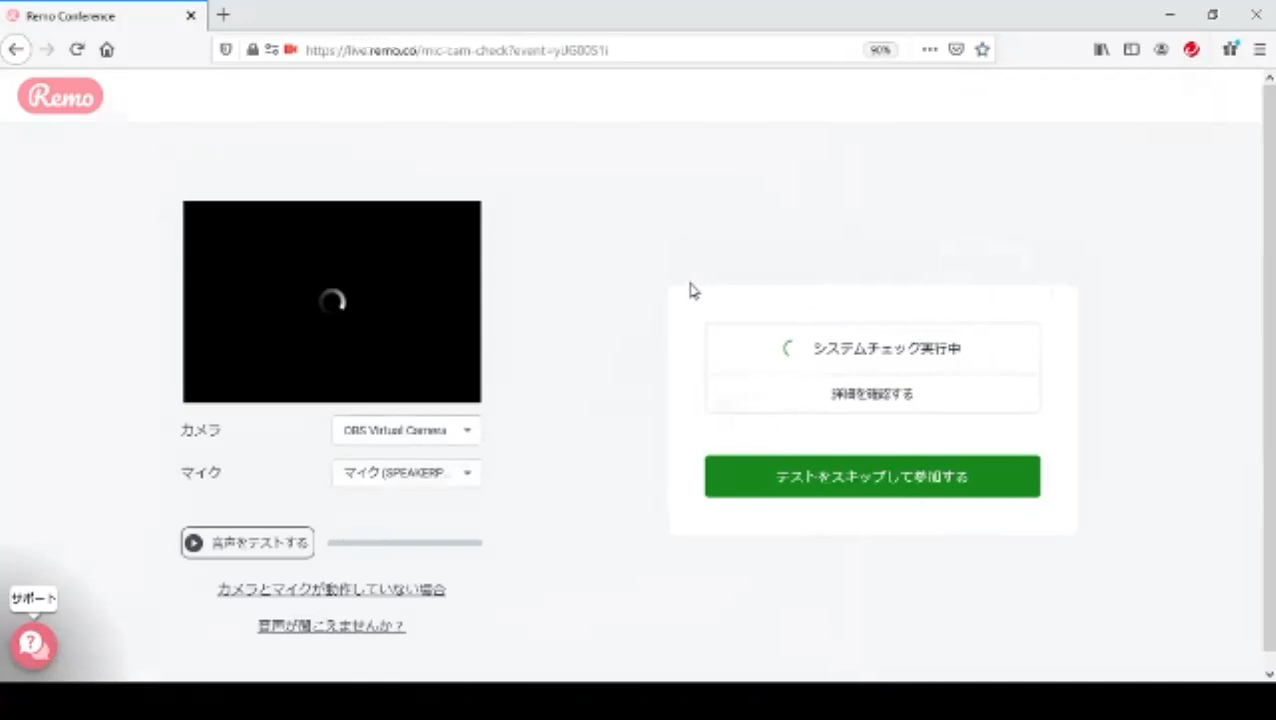 Remo Conference
https://live.remo.co/mic-cam-check?event=
90%
Remo
システムチェック実行中
詳細を確認する
カメラ
OBS Virtual Camera
マイク
マイク (SPEAKERP...
テストをスキップして参加する
音声をテストする
カメラとマイクが動作していない場合
サポート
音声が聞こえませんか？